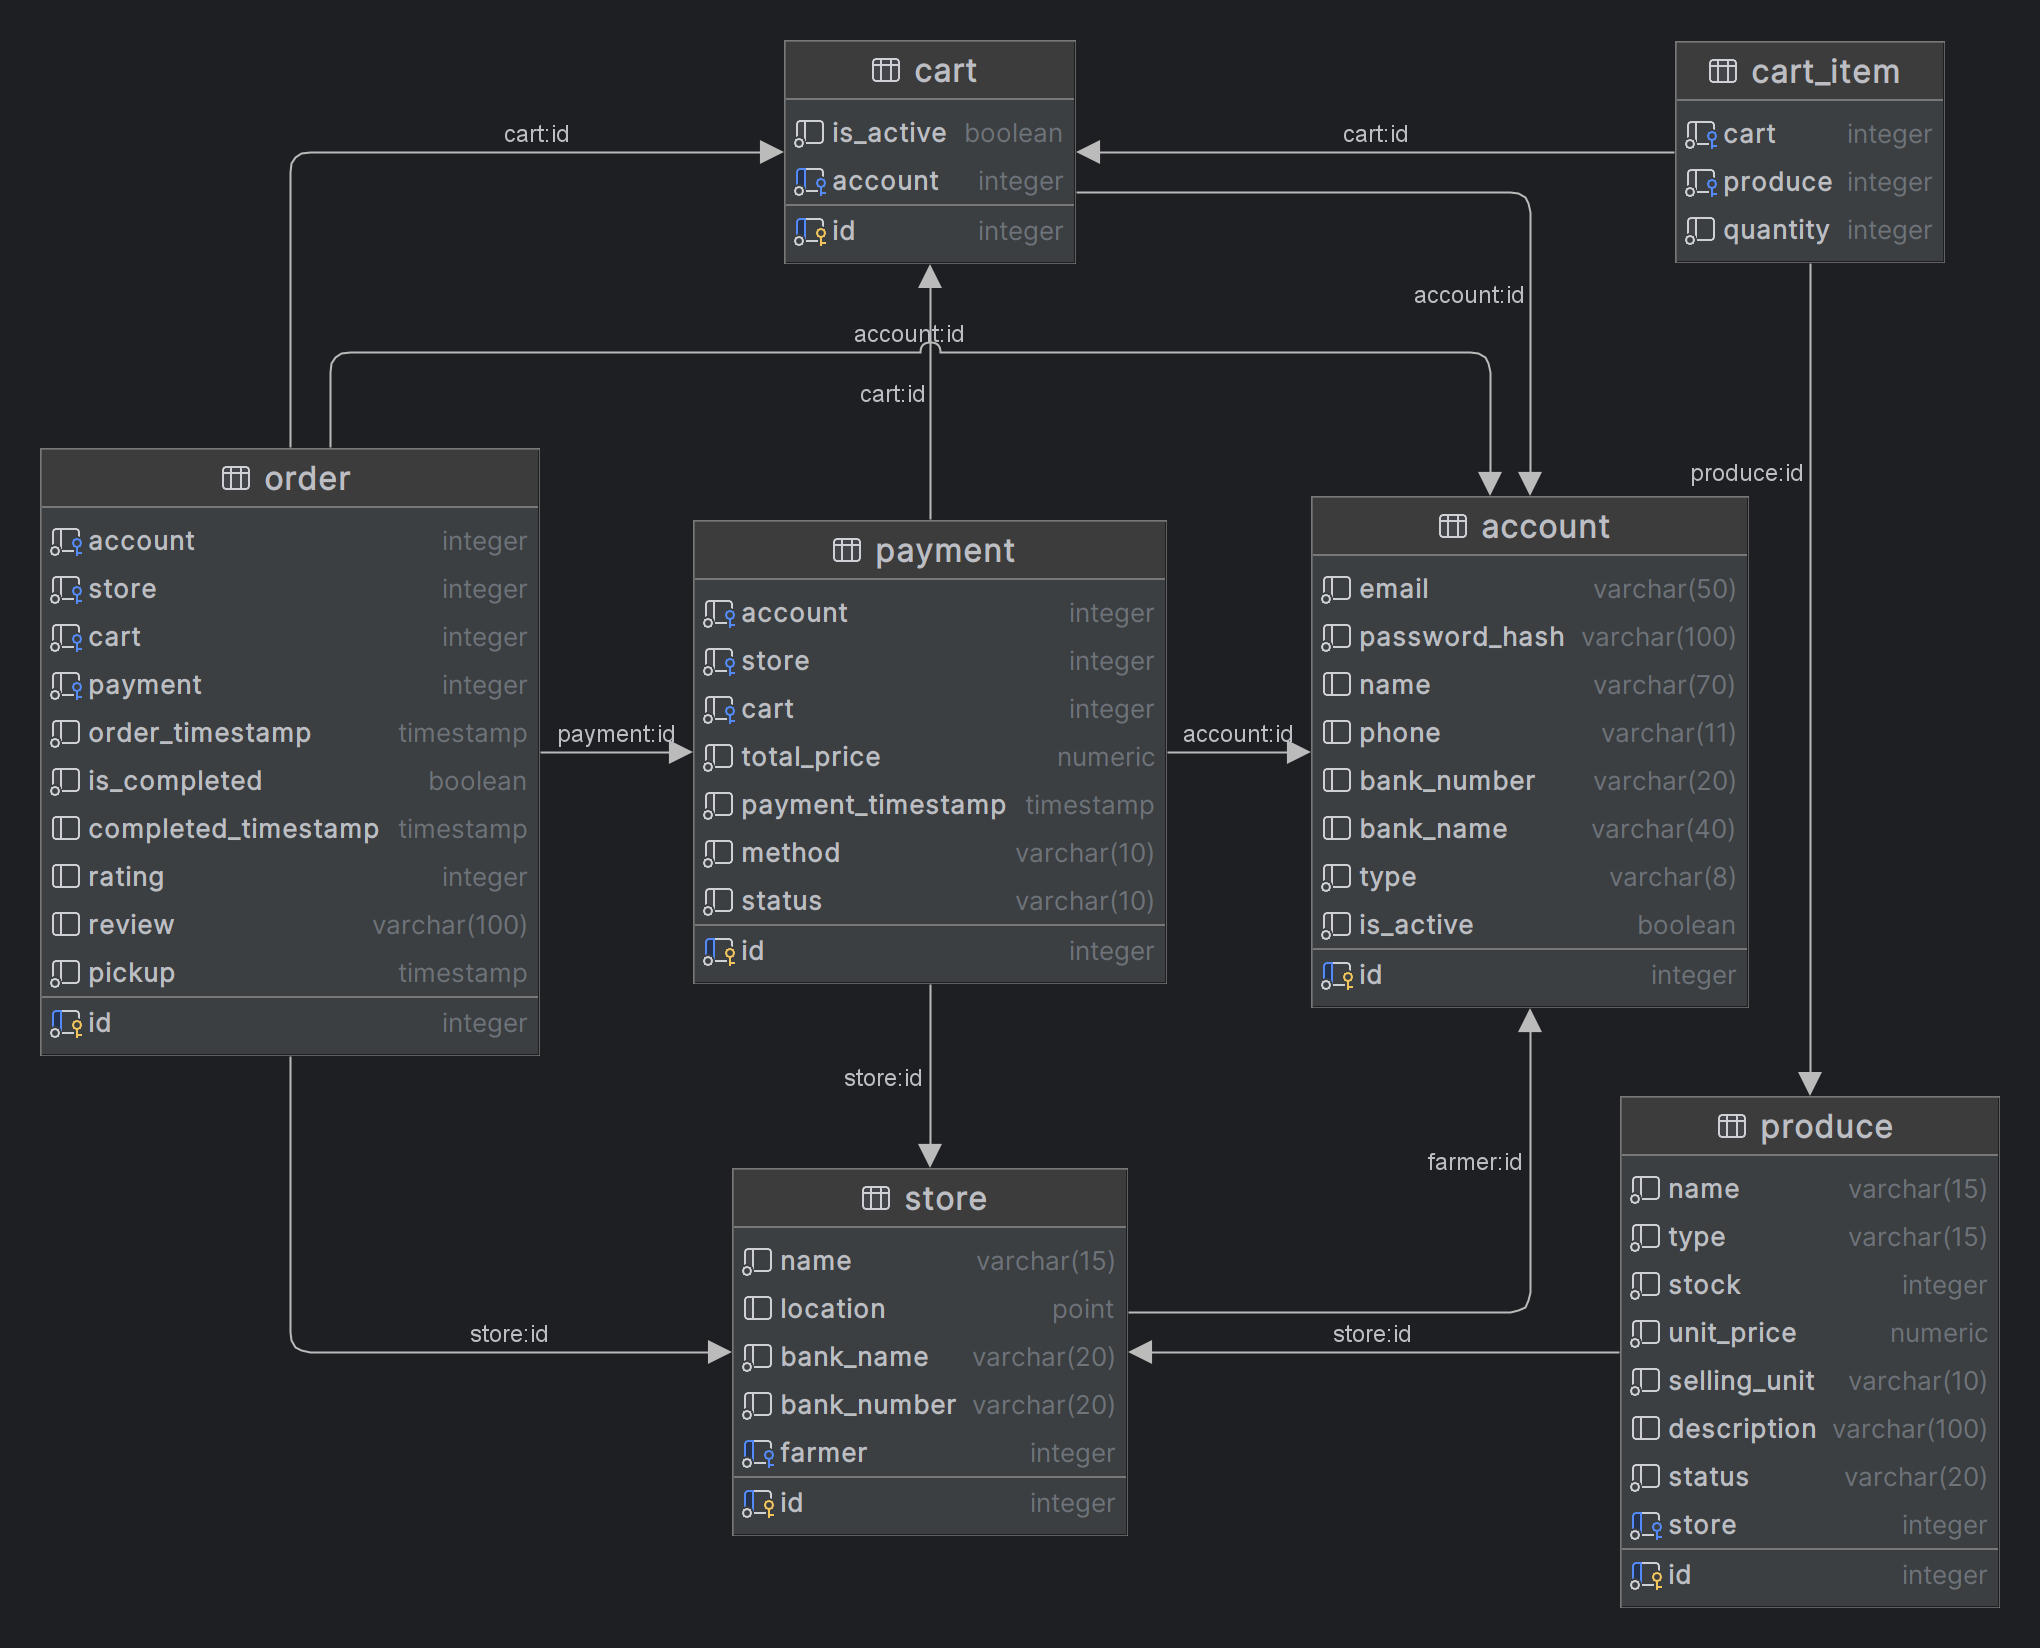 cart
is_active boolean
account integer
id integer
cart_item
cart integer
produce integer
quantity integer
cart:id
cart:id
account:id
account:id
cart:id
produce:id
order
account integer
store integer
cart integer
payment integer
order_timestamp timestamp
is_completed boolean
completed_timestamp timestamp
rating integer
review varchar(100)
pickup timestamp
id integer
payment:id
payment
account integer
store integer
cart integer
total_price numeric
payment_timestamp timestamp
method varchar(10)
status varchar(10)
id integer
account:id
account
email varchar(50)
password_hash varchar(100)
name varchar(70)
phone varchar(11)
bank_number varchar(20)
bank_name varchar(40)
type varchar(8)
is_active boolean
id integer
store:id
farmer:id
store:id
store:id
store
name varchar(15)
location point
bank_name varchar(20)
bank_number varchar(20)
farmer integer
id integer
produce
name varchar(15)
type varchar(15)
stock integer
unit_price numeric
selling_unit varchar(10)
description varchar(100)
status varchar(20)
store integer
id integer